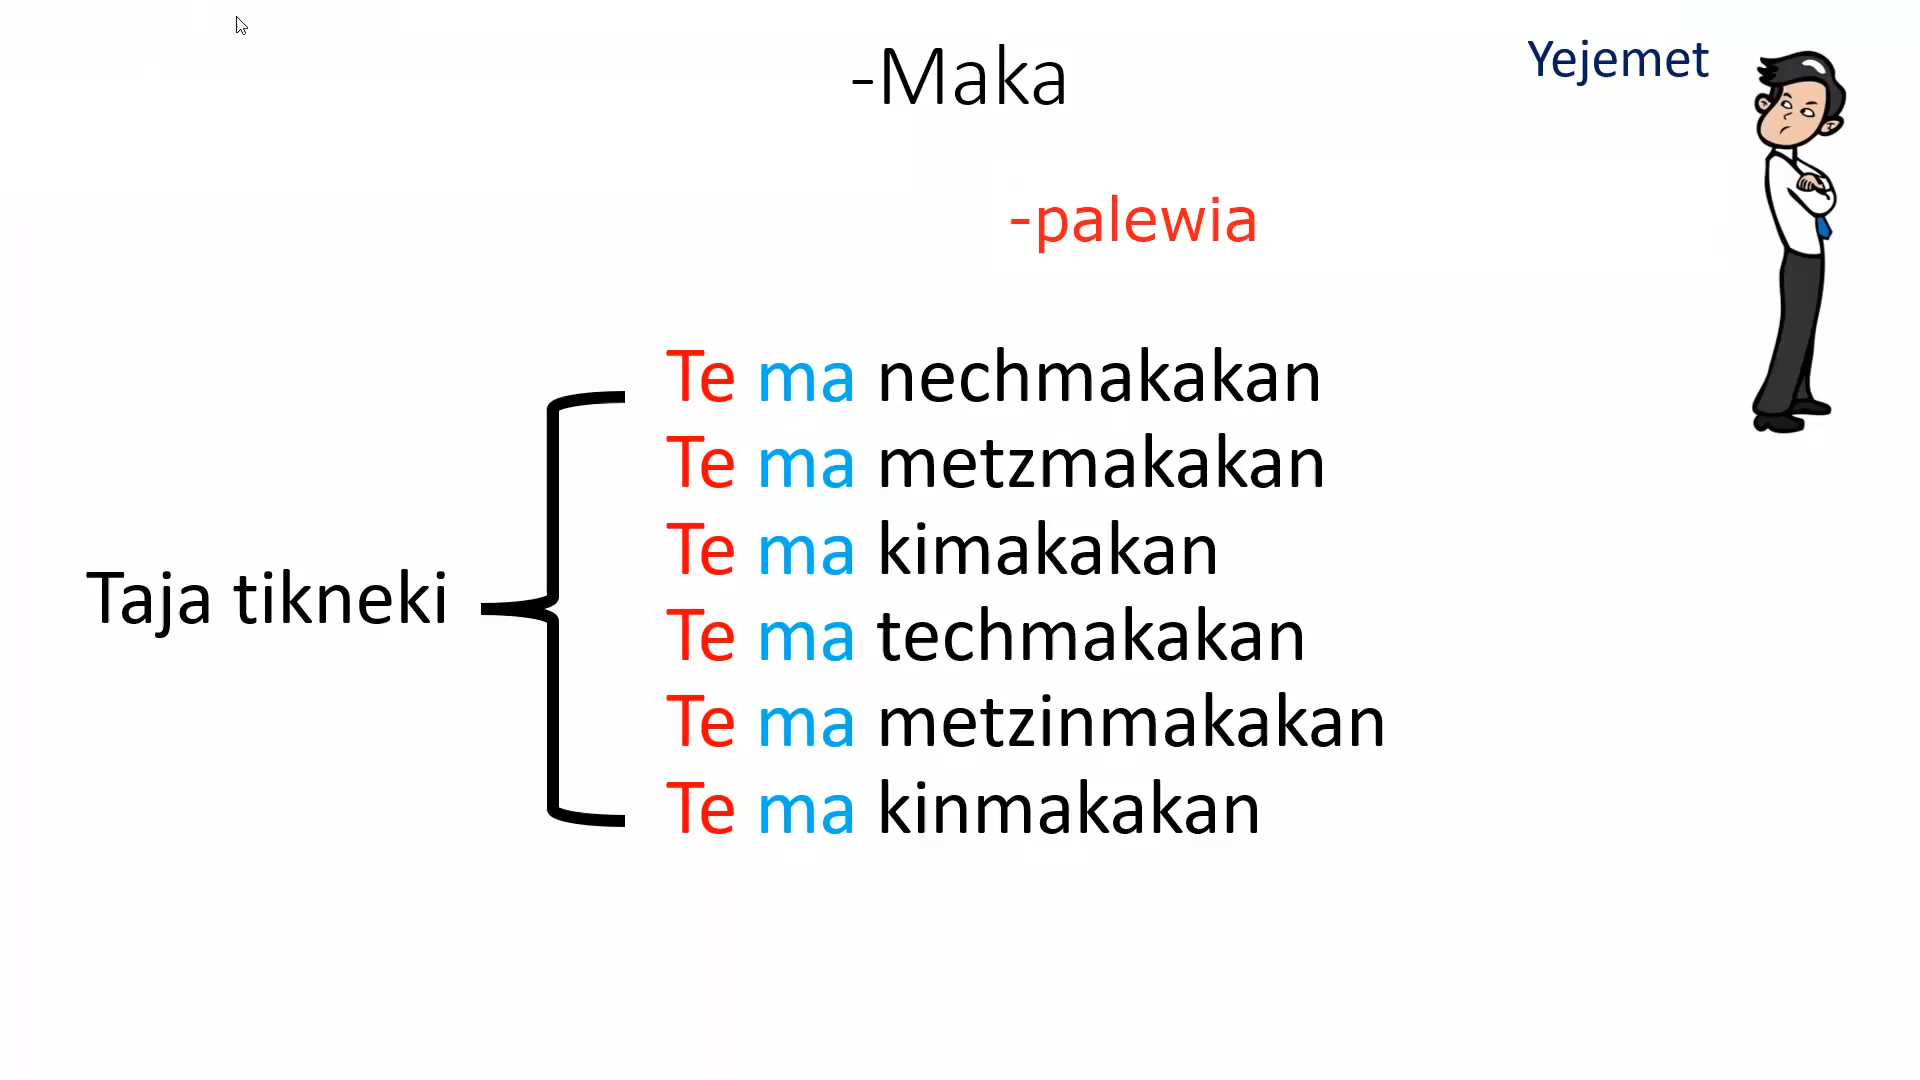 -Maka
Yejemet
-palewia
Te ma nechmakakan
Te ma metzmakakan
Te ma kimakakan
Taja tikneki
Te ma techmakakan
Te ma metzinmakakan
Te ma kinmakakan